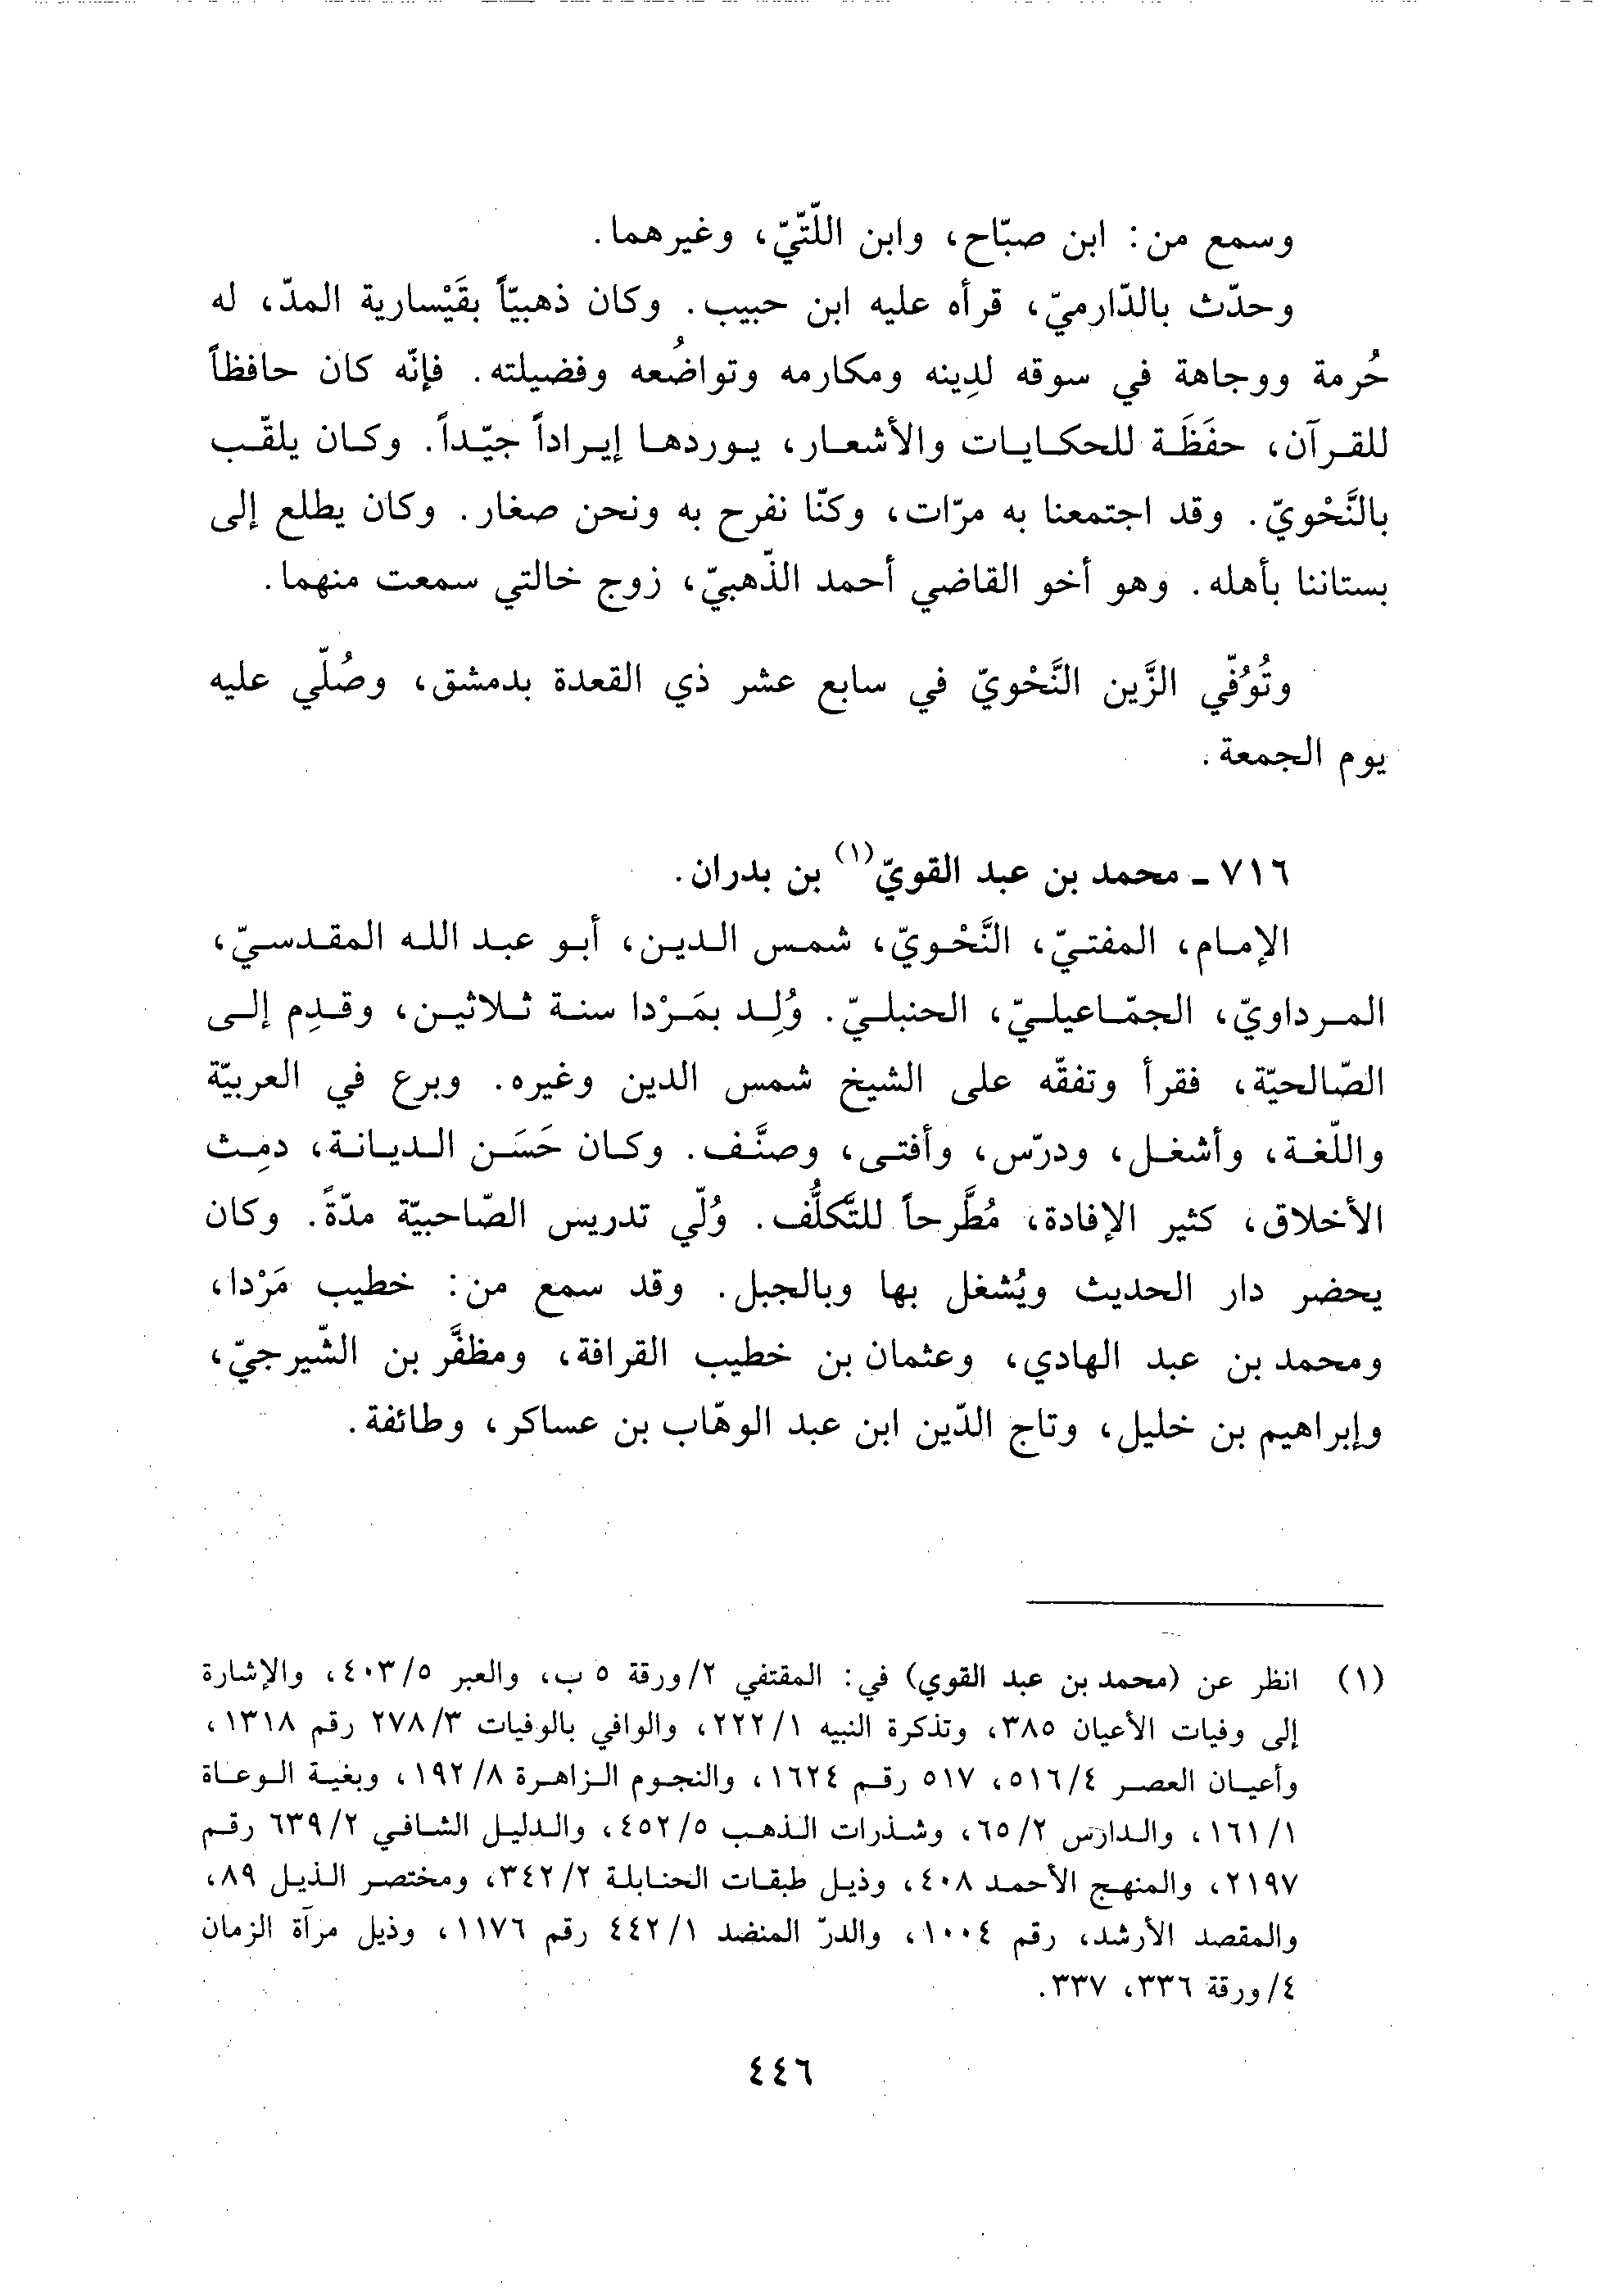 وسمع من: ابن صبّاح، وابن اللّتّيّ، وغيرهما.
وحدّث بالدّارميّ، قرأه عليه ابن حبيب. وكان ذهبيّاً بقَيْسارية المدّ، له
حُرمة ووجاهة في سوقه لدِينه ومكارمه وتواضُعه وفضيلته. فإنّه كان حافظاً
للقرآن، حفَظَة للحكايات والأشعار، يوردها إيراداً جيّداً. وكان يلقّب
بالنَّحْويّ. وقد اجتمعنا به مرّات، وكنّا نفرح به ونحن صغار. وكان يطلع إلى
بستاننا بأهله. وهو أخو القاضي أحمد الذّهبيّ، زوج خالتي سمعت منهما.
وتُوُفّي الزَّين النَّحْويّ في سابع عشر ذي القعدة بدمشق، وصُلّي عليه
يوم الجمعة.
٧١٦ ـ محمد بن عبد القويّ(١) بن بدران.
الإمام، المفتيّ، النَّحْويّ، شمس الدين، أبو عبد الله المقدسيّ،
المرداويّ، الجمّاعيليّ، الحنبليّ. وُلِد بمَرْدا سنة ثلاثين، وقدِم إلى
الصّالحيّة، فقرأ وتفقّه على الشيخ شمس الدين وغيره. وبرع في العربيّة
واللّغة، وأشغل، ودرّس، وأفتى، وصنَّف. وكان حَسَن الديانة، دمِث
الأخلاق، كثير الإفادة، مُطَّرحاً للتَّكلُّف. وُلّي تدريس الصّاحبيّة مدّةً. وكان
يحضر دار الحديث ويُشغل بها وبالجبل. وقد سمع من: خطيب مَرْدا،
ومحمد بن عبد الهادي، وعثمان بن خطيب القرافة، ومظفَّر بن الشّيرجيّ،
وإبراهيم بن خليل، وتاج الدّين ابن عبد الوهّاب بن عساكر، وطائفة.
(١) انظر عن (محمد بن عبد القوي) في: المقتفي ٢/ورقة ٥ ب، والعبر ٤٠٣/٥، والإشارة
إلى وفيات الأعيان ٣٨٥، وتذكرة النبيه ٢٢٢/١، والوافي بالوفيات ٢٧٨/٣ رقم ١٣١٨،
وأعيان العصر ٥١٦/٤، ٥١٧ رقم ١٦٢٤، والنجوم الزاهرة ١٩٢/٨، وبغية الوعاة
١٦١/١، والدارس ٦٥/٢، وشذرات الذهب ٤٥٢/٥، والدليل الشافي ٦٣٩/٢ رقم
٢١٩٧، والمنهج الأحمد ٤٠٨، وذيل طبقات الحنابلة ٣٤٢/٢، ومختصر الذيل ٨٩،
والمقصد الأرشد، رقم ١٠٠٤، والدرّ المنضد ٤٤٢/١ رقم ١١٧٦، وذيل مرآة الزمان
٤/ورقة ٣٣٦، ٣٣٧.
٤٤٦